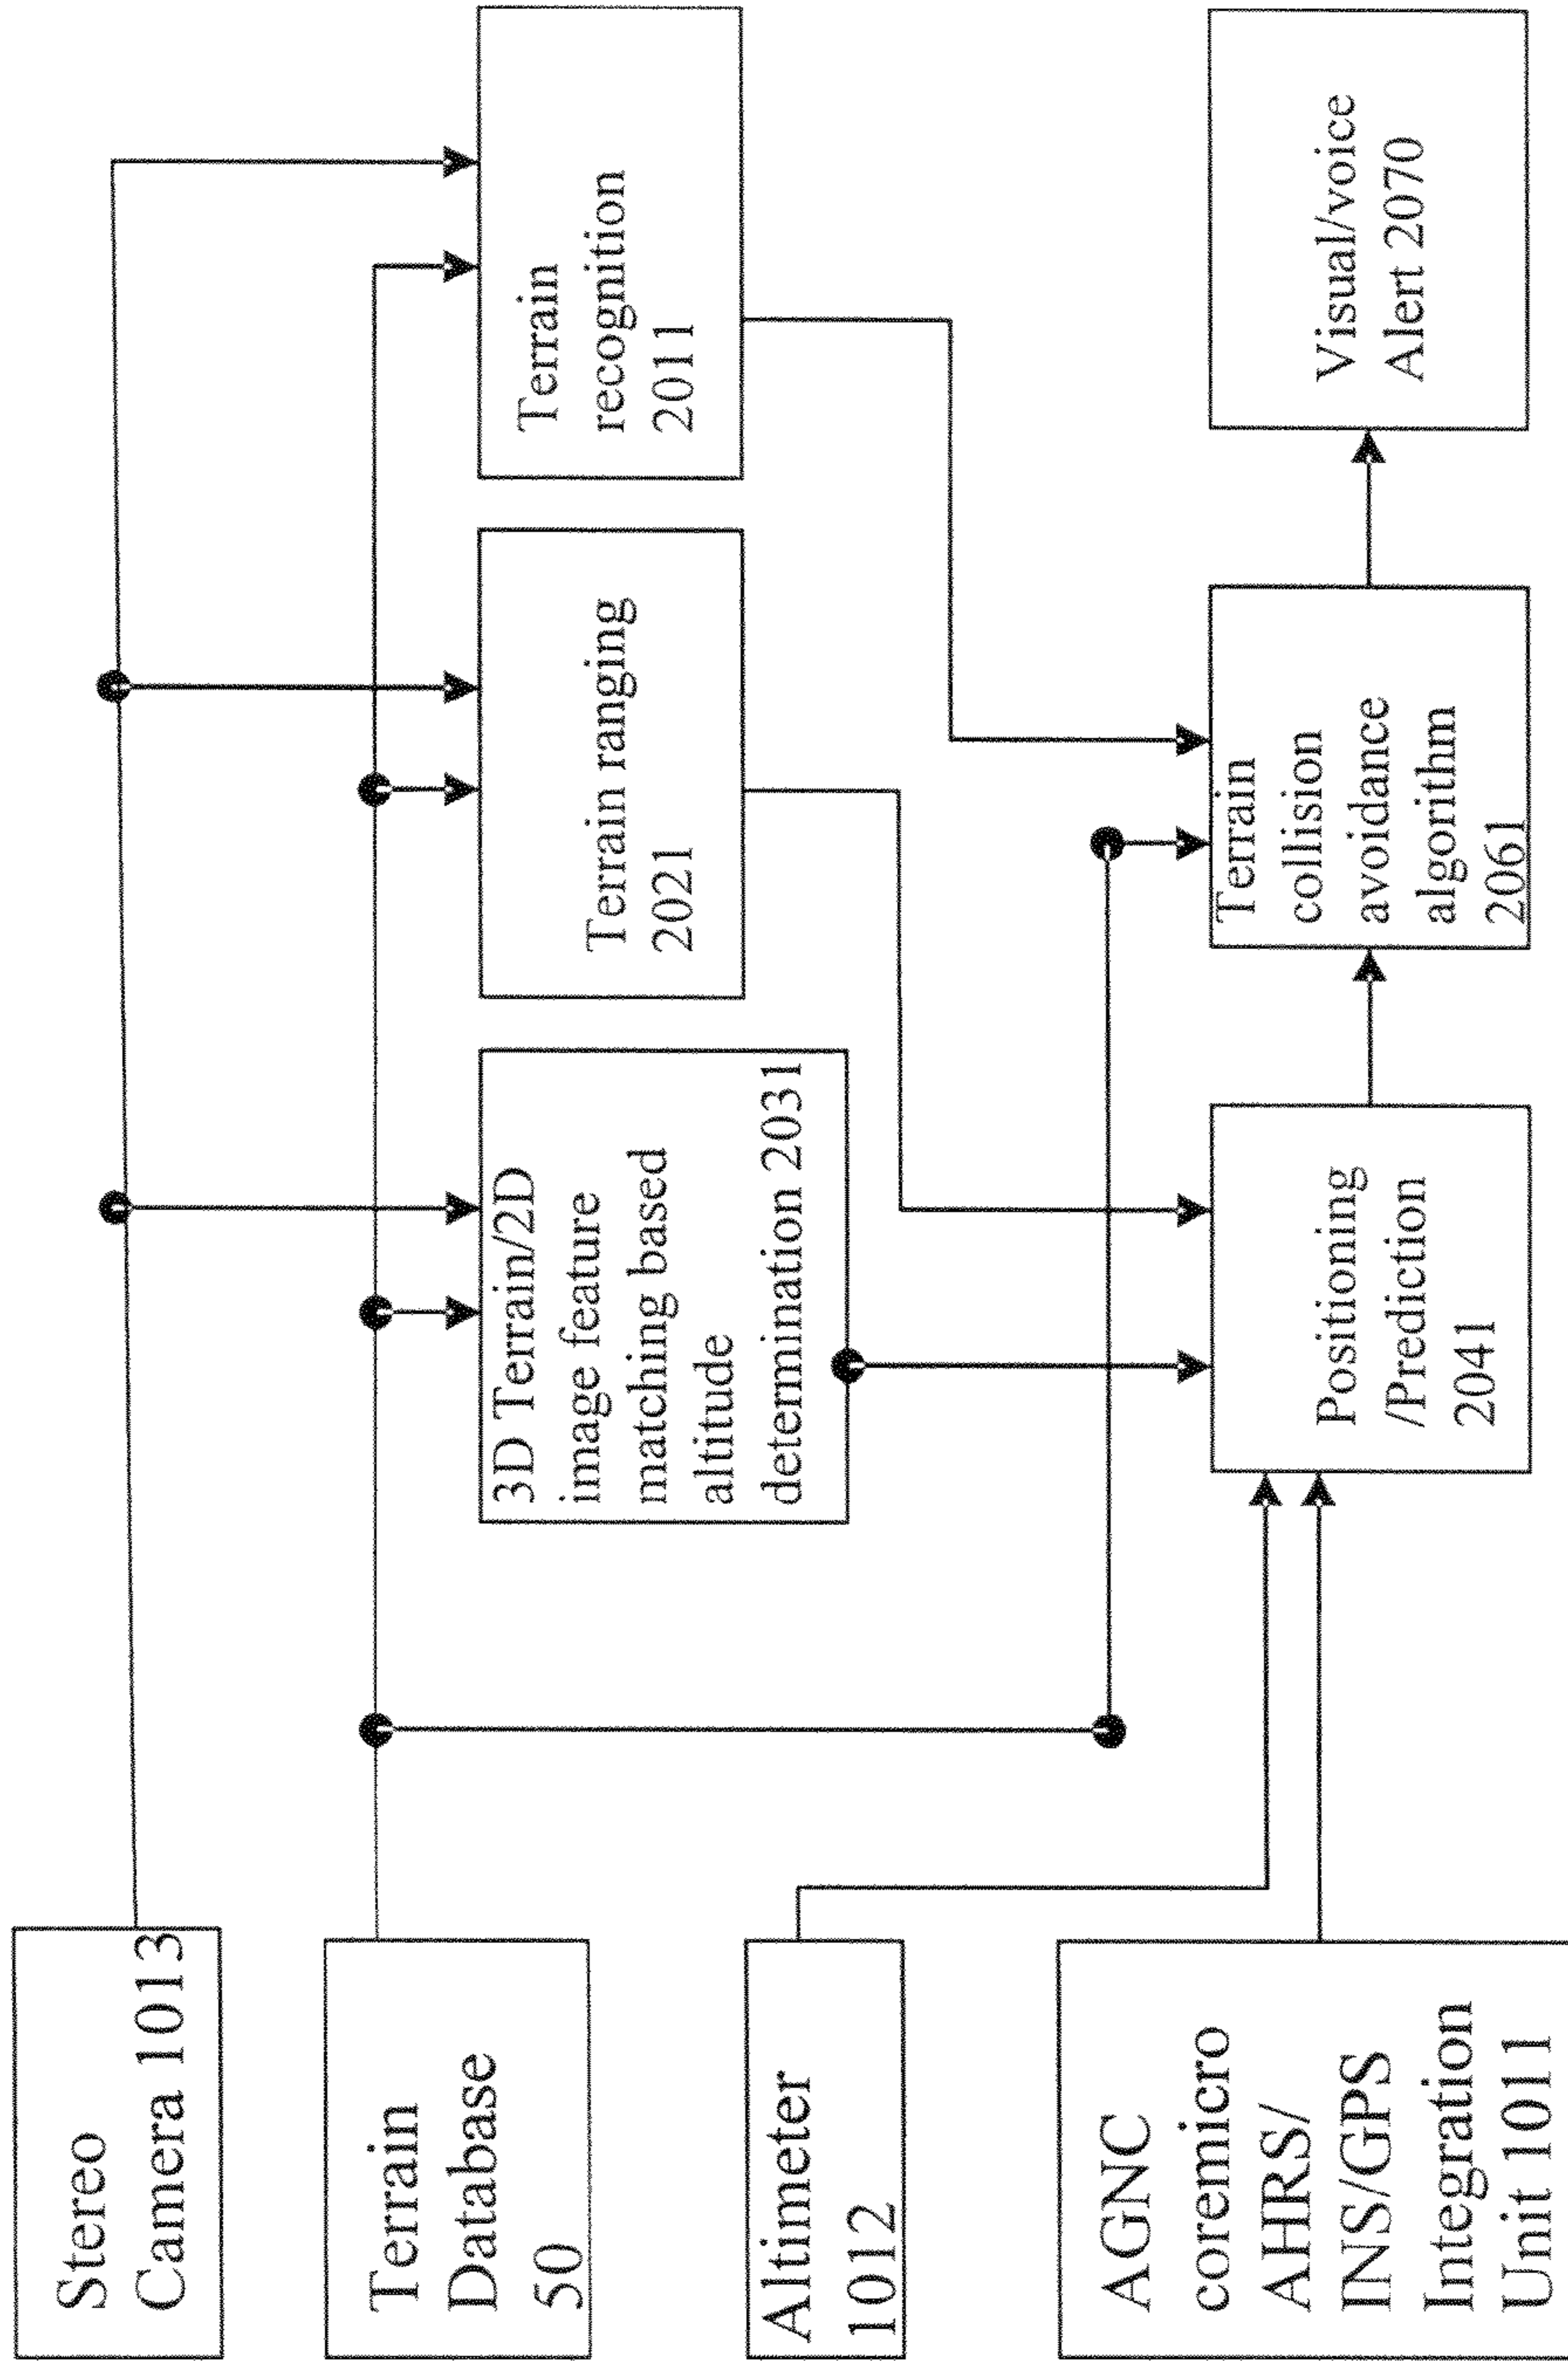 Stereo
Camera 1013
Terrain
Database
50
Altimeter
1012
AGNC
coremicro
AHRS/
INS/GPS
Integration
Unit 1011
3D Terrain/2D
image feature
matching based
altitude
determination 2031
Terrain ranging
2021
Terrain
recognition
2011
Positioning
/Prediction
2041
Terrain
collision
avoidance
algorithm
2061
Visual/voice
Alert 2070